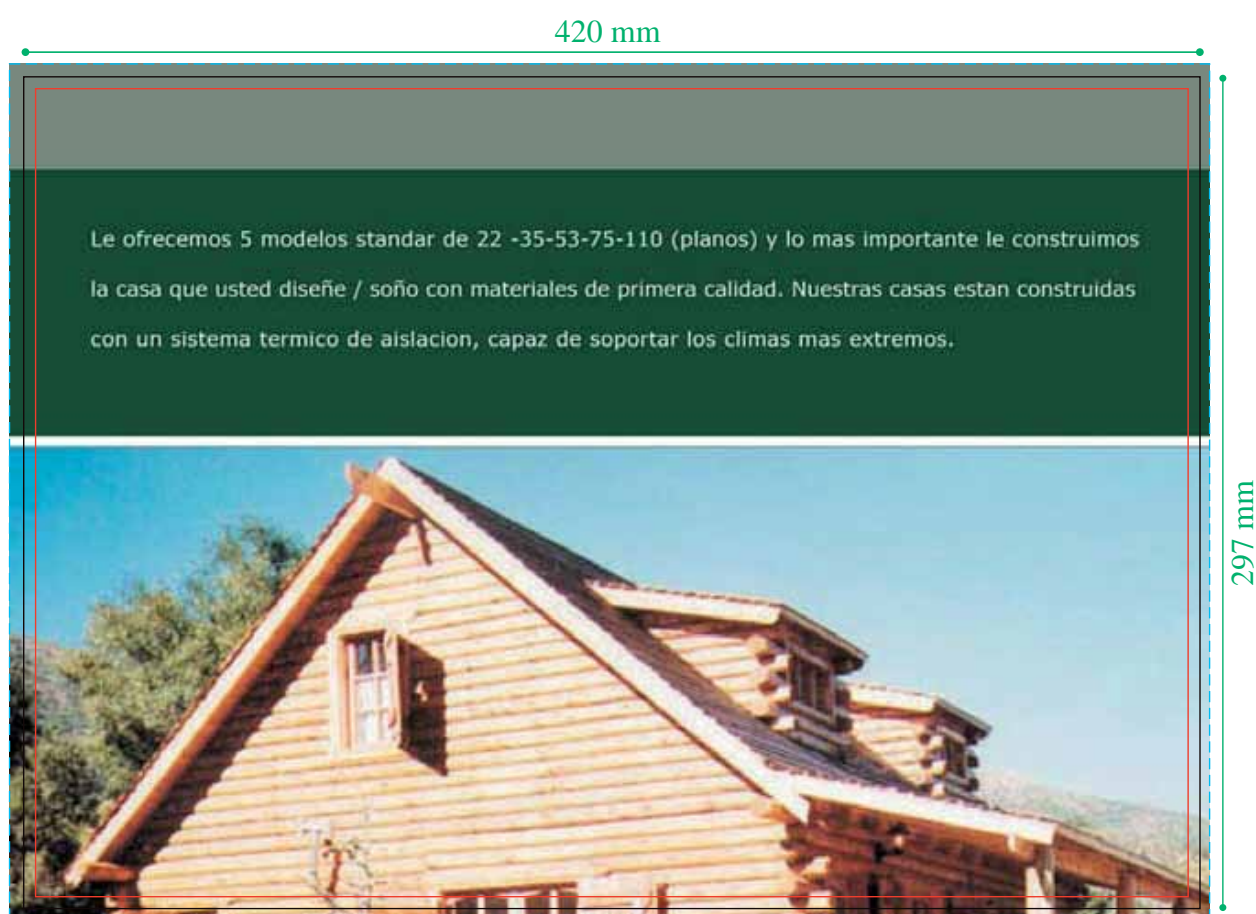 420 mm
Le ofrecemos 5 modelos standar de 22 -35-53-75-110 (planos) y lo mas importante le construimos
la casa que usted diseñe / soño con materiales de primera calidad. Nuestras casas estan construidas
con un sistema termico de aislacion, capaz de soportar los climas mas extremos.
297 mm